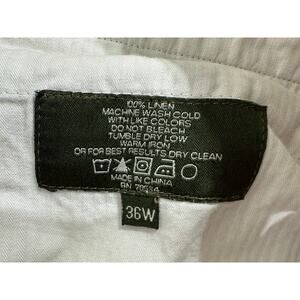 100% LINEN
MACHINE WASH COLD
WITH LIKE COLORS
DO NOT BLEACH
TUMBLE DRY LOW
WARM IRON
OR FOR BEST RESULTS DRY CLEAN
MADE IN CHINA
RN
36W